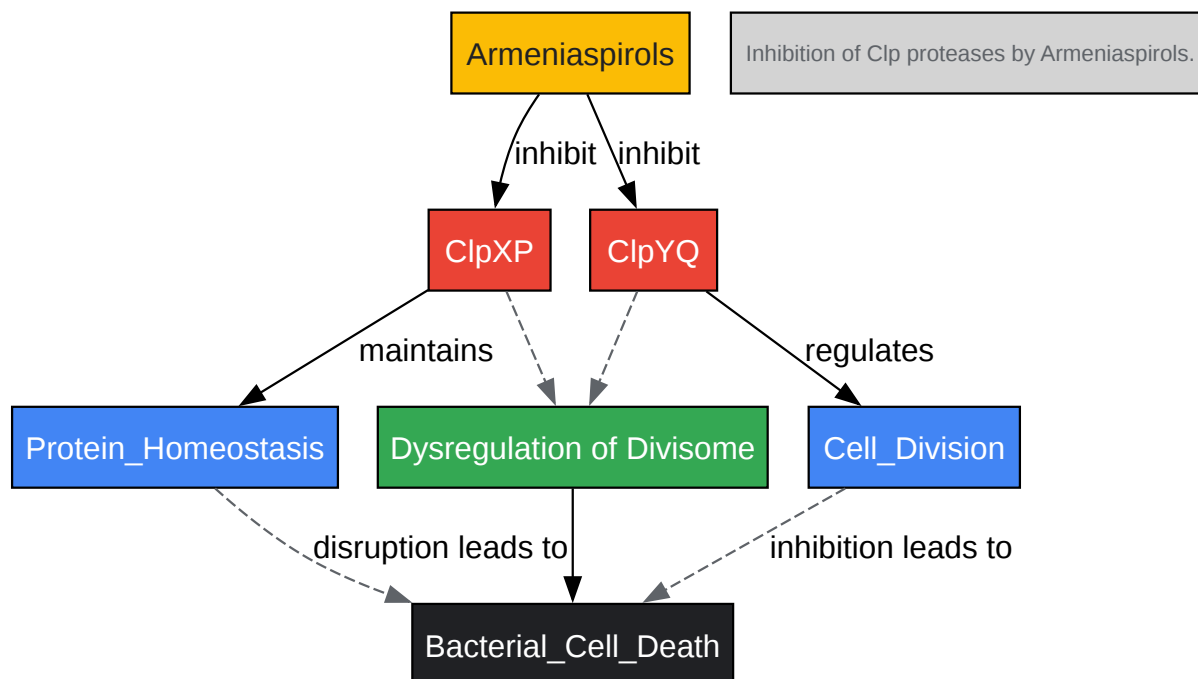 Armeniaspirols
Inhibition of Clp proteases by Armeniaspirols.
inhibit
inhibit
ClpXP
ClpYQ
maintains
regulates
Protein_Homeostasis
Dysregulation of Divisome
Cell_Division
disruption leads to
inhibition leads to
Bacterial_Cell_Death